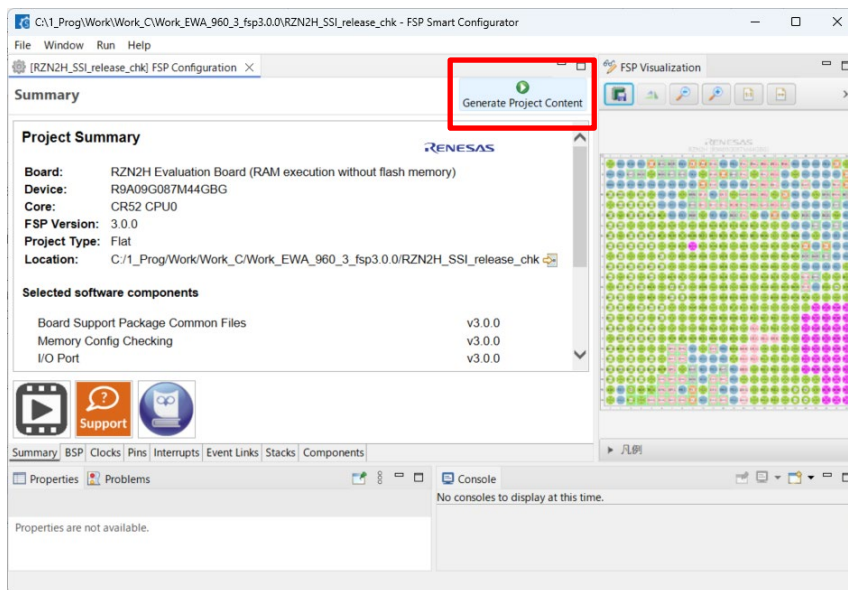 C:\1_Prog\Work\Work_C\Work_EWA_960_3_fsp3.0.0\RZN2H_SSI_release_chk - FSP Smart Configurator
File Window Run Help
[RZN2H_SSI_release_chk] FSP Configuration
FSP Visualization
Summary
Generate Project Content
Project Summary
RENESAS
Board: RZN2H Evaluation Board (RAM execution without flash memory)
Device: R9A09G087M44GBG
Core: CR52 CPU0
FSP Version: 3.0.0
Project Type: Flat
Location: C:/1_Prog/Work/Work_C/Work_EWA_960_3_fsp3.0.0/RZN2H_SSI_release_chk
Selected software components
Board Support Package Common Files v3.0.0
Memory Config Checking v3.0.0
I/O Port v3.0.0
Support
Summary BSP Clocks Pins Interrupts Event Links Stacks Components
凡例
Properties Problems
Console
No consoles to display at this time.
Properties are not available.